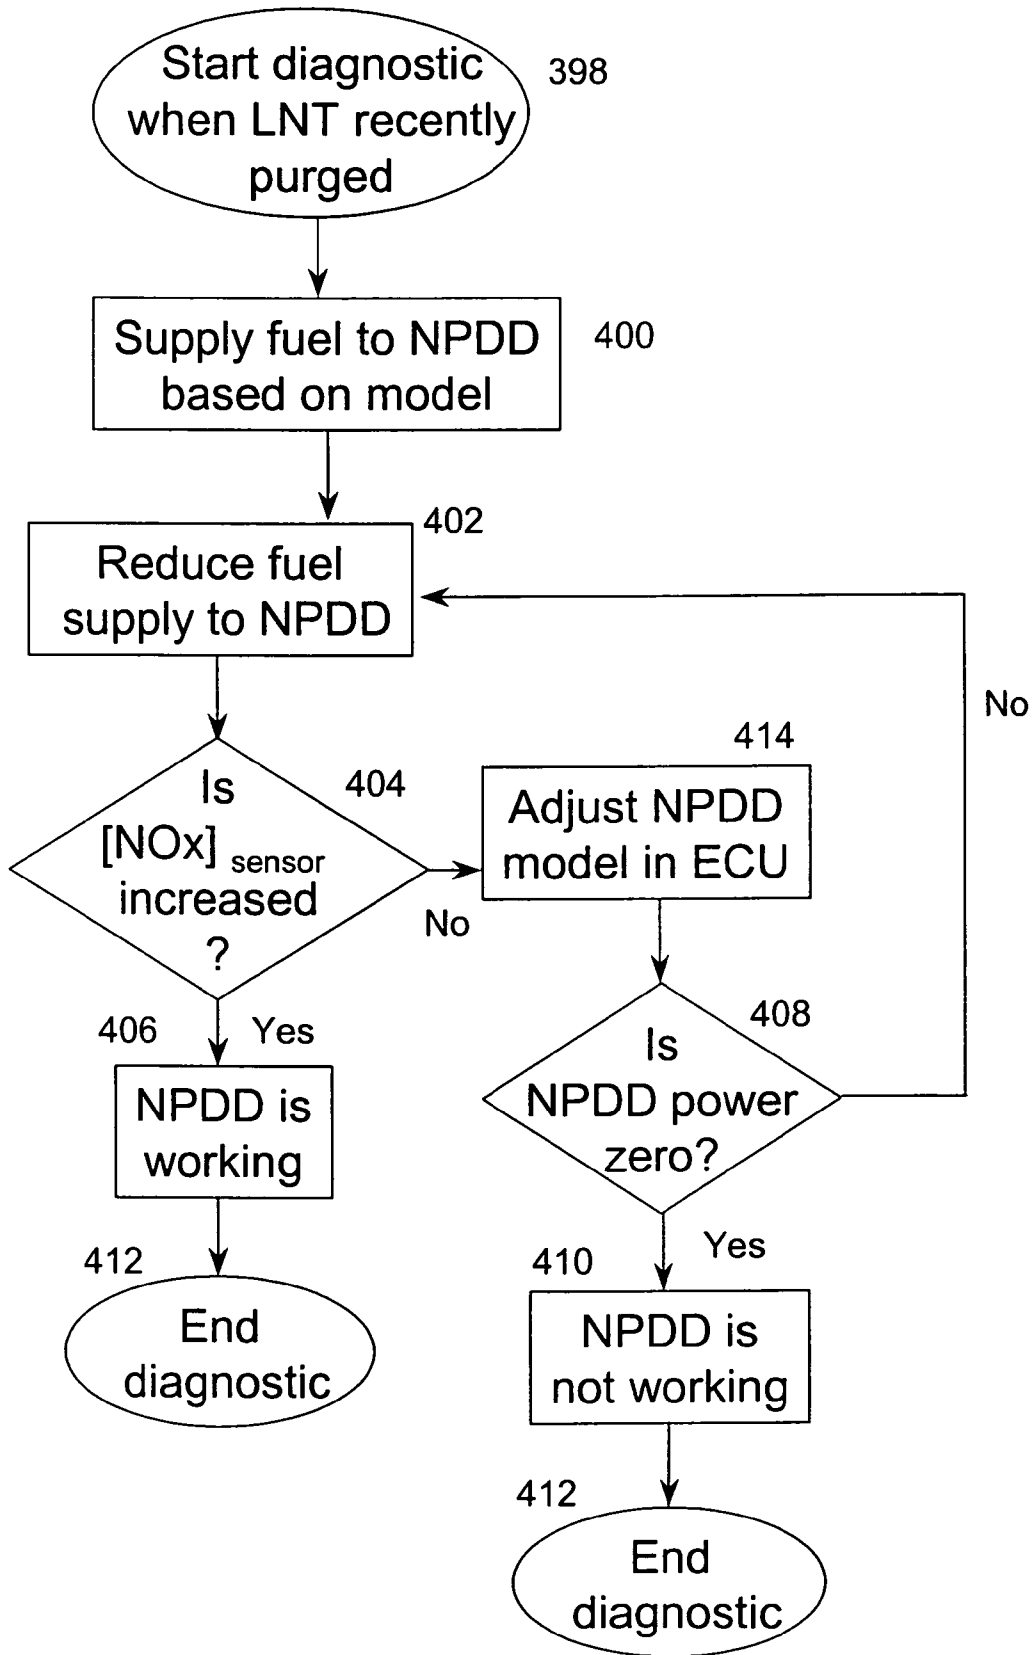 Start diagnostic
when LNT recently
purged
398
Supply fuel to NPDD
based on model
400
402
Reduce fuel
supply to NPDD
No
Is
[NOx] sensor
increased
?
404
No
414
Adjust NPDD
model in ECU
406
Yes
NPDD is
working
408
Is
NPDD power
zero?
412
End
diagnostic
Yes
410
NPDD is
not working
412
End
diagnostic